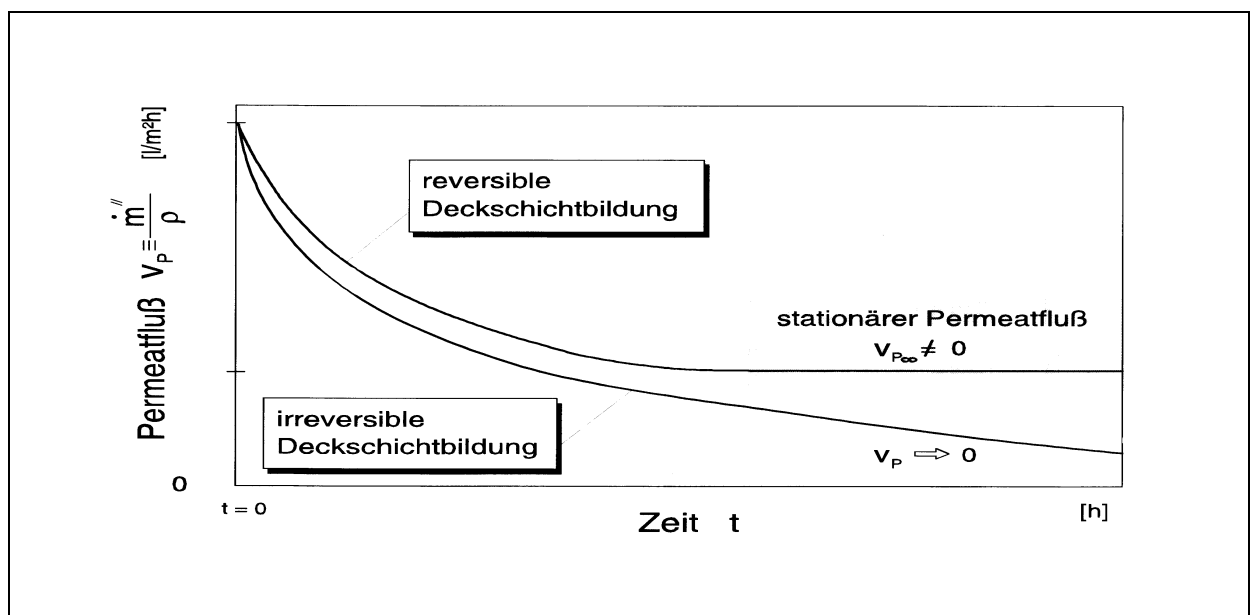 Permeatfluß v_P ≡ ṁ″/ρ [l/m²h]
reversible
Deckschichtbildung
stationärer Permeatfluß
v_P∞ ≠ 0
irreversible
Deckschichtbildung
v_P ⇒ 0
0
t = 0
Zeit t
[h]